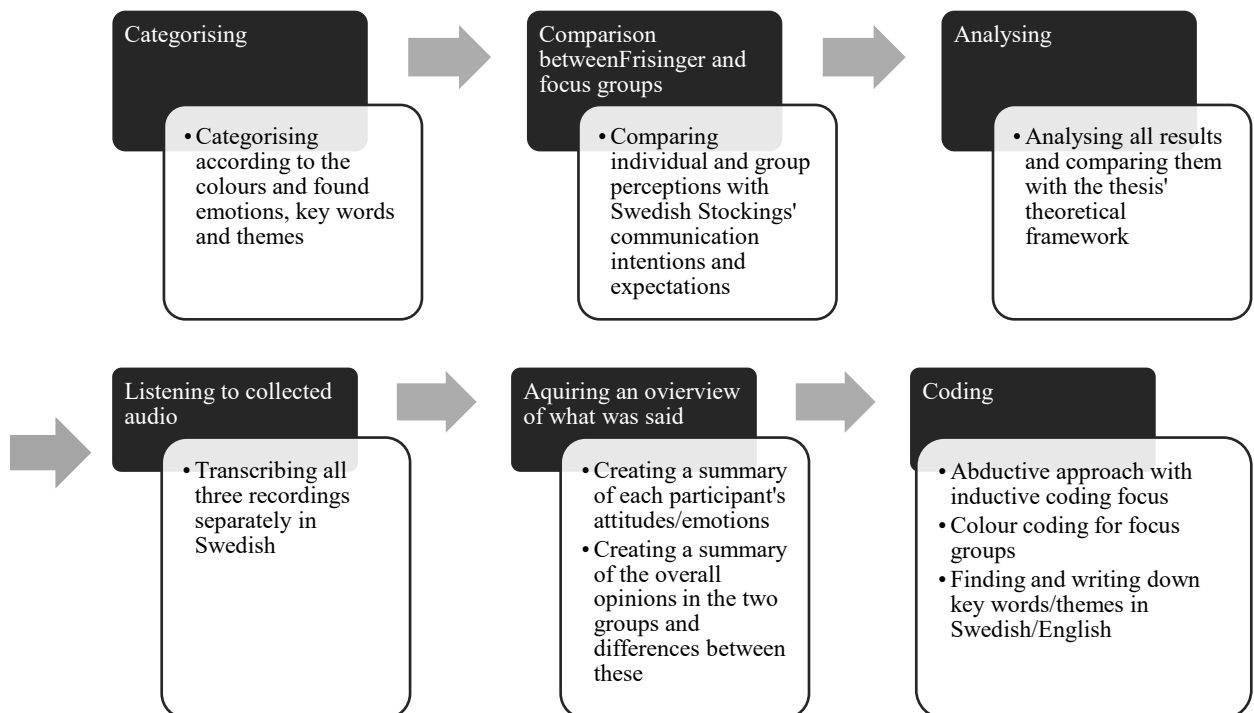 Categorising
• Categorising
according to the
colours and found
emotions, key words
and themes
Comparison
betweenFrisinger and
focus groups
• Comparing
individual and group
perceptions with
Swedish Stockings'
communication
intentions and
expectations
Analysing
• Analysing all results
and comparing them
with the thesis'
theoretical
framework
Listening to collected
audio
• Transcribing all
three recordings
separately in
Swedish
Aquiring an ovierview
of what was said
• Creating a summary
of each participant's
attitudes/emotions
• Creating a summary
of the overall
opinions in the two
groups and
differences between
these
Coding
• Abductive approach with
inductive coding focus
• Colour coding for focus
groups
• Finding and writing down
key words/themes in
Swedish/English